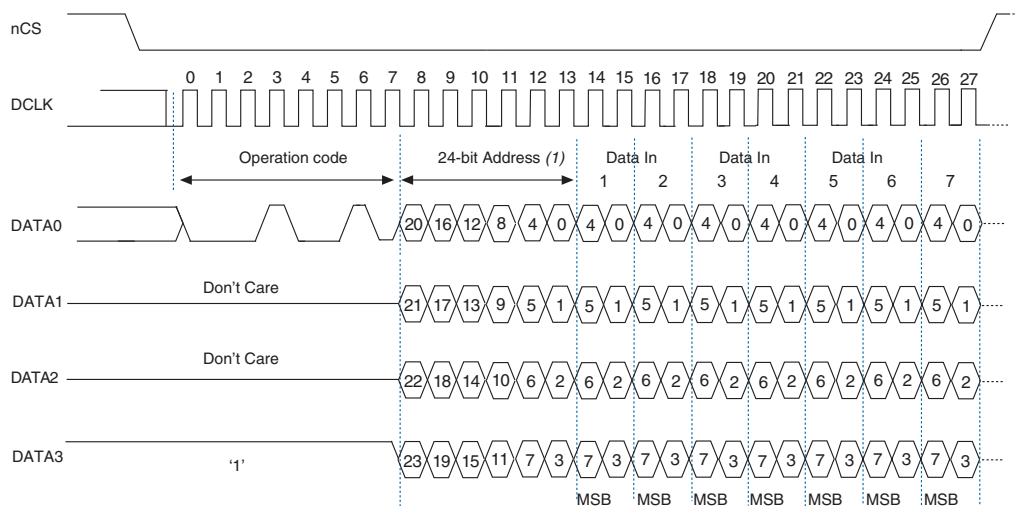 nCS
0 1 2 3 4 5 6 7 8 9 10 11 12 13 14 15 16 17 18 19 20 21 22 23 24 25 26 27
DCLK
Operation code 24-bit Address (1) Data In Data In Data In
1 2 3 4 5 6 7
DATA0 20 16 12 8 4 0 4 0 4 0 4 0 4 0 4 0 4 0 4 0
Don't Care
DATA1 21 17 13 9 5 1 5 1 5 1 5 1 5 1 5 1 5 1 5 1
Don't Care
DATA2 22 18 14 10 6 2 6 2 6 2 6 2 6 2 6 2 6 2 6 2
DATA3 '1' 23 19 15 11 7 3 7 3 7 3 7 3 7 3 7 3 7 3 7 3
MSB MSB MSB MSB MSB MSB MSB